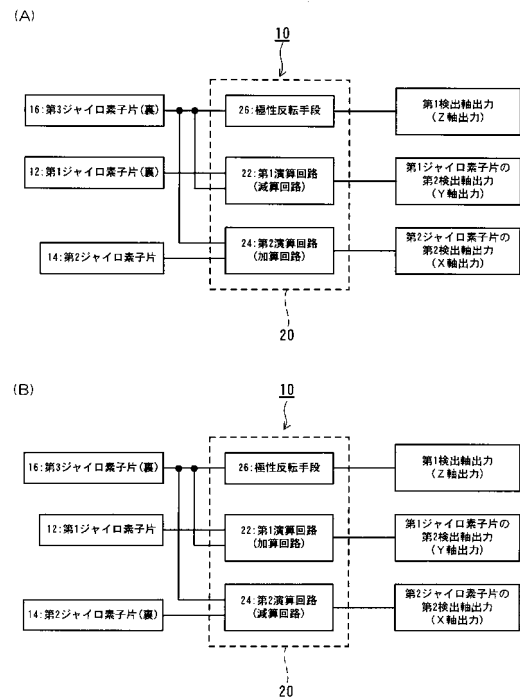 (A)
10
16:第3ジャイロ素子片(裏)
26:極性反転手段
第1検出軸出力
(Z軸出力)
12:第1ジャイロ素子片(裏)
22:第1演算回路
(減算回路)
第1ジャイロ素子片の
第2検出軸出力
(Y軸出力)
14:第2ジャイロ素子片
24:第2演算回路
(加算回路)
第2ジャイロ素子片の
第2検出軸出力
(X軸出力)
20
(B)
10
16:第3ジャイロ素子片(裏)
26:極性反転手段
第1検出軸出力
(Z軸出力)
12:第1ジャイロ素子片
22:第1演算回路
(加算回路)
第1ジャイロ素子片の
第2検出軸出力
(Y軸出力)
14:第2ジャイロ素子片(裏)
24:第2演算回路
(減算回路)
第2ジャイロ素子片の
第2検出軸出力
(X軸出力)
20